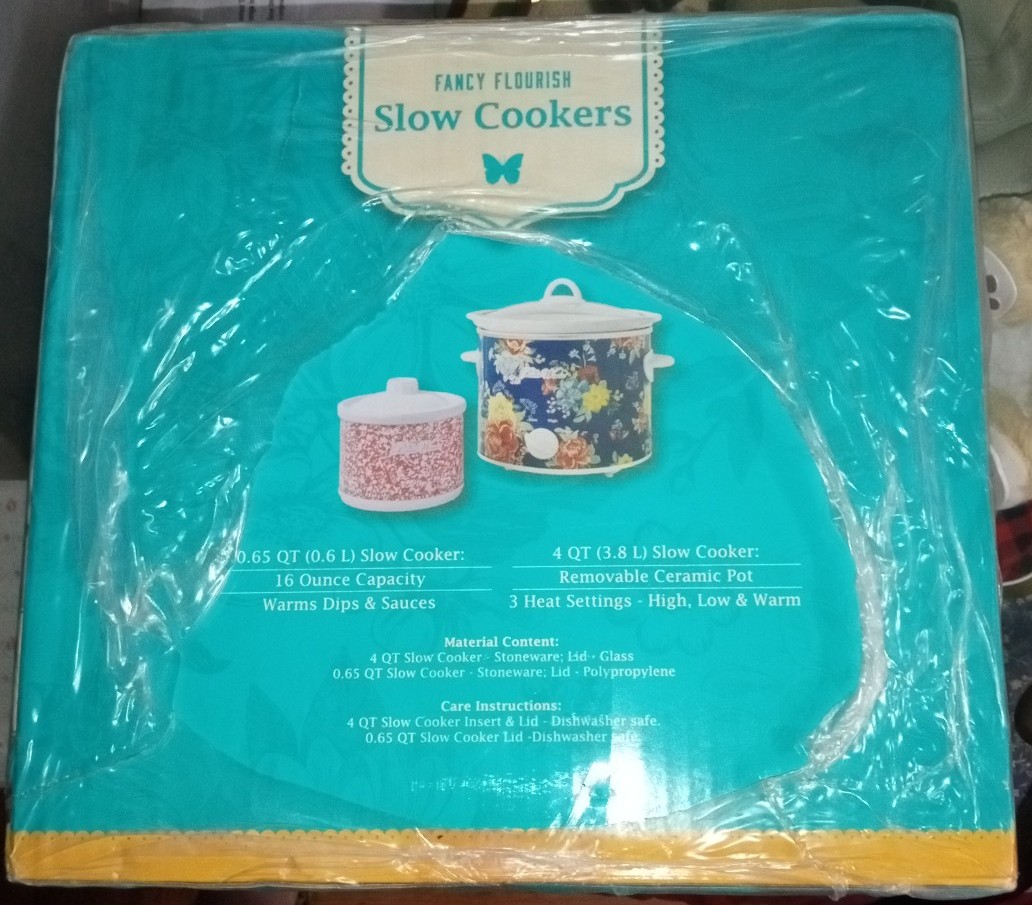 FANCY FLOURISH
Slow Cookers
0.65 QT (0.6 L) Slow Cooker:
16 Ounce Capacity
Warms Dips & Sauces
4 QT (3.8 L) Slow Cooker:
Removable Ceramic Pot
3 Heat Settings - High, Low & Warm
Material Content:
4 QT Slow Cooker - Stoneware; Lid - Glass
0.65 QT Slow Cooker - Stoneware; Lid - Polypropylene
Care Instructions:
4 QT Slow Cooker Insert & Lid - Dishwasher safe.
0.65 QT Slow Cooker Lid -Dishwasher safe.